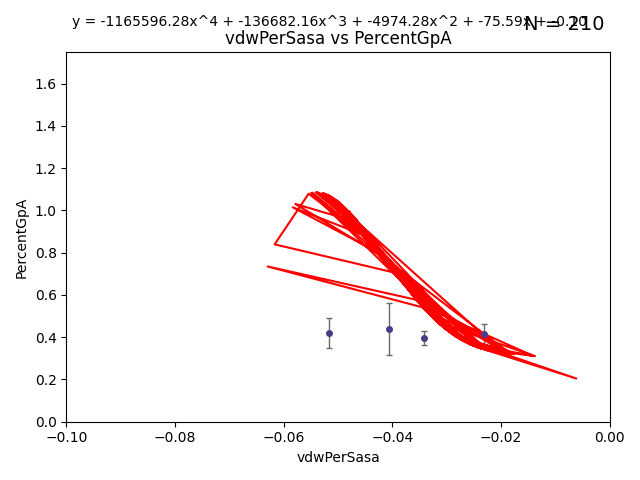 y = -1165596.28x^4 + -136682.16x^3 + -4974.28x^2 + -75.59x + -0.10
N = 210
vdwPerSasa vs PercentGpA
1.6
1.4
1.2
1.0
0.8
0.6
0.4
0.2
0.0
PercentGpA
−0.10 −0.08 −0.06 −0.04 −0.02 0.00
vdwPerSasa